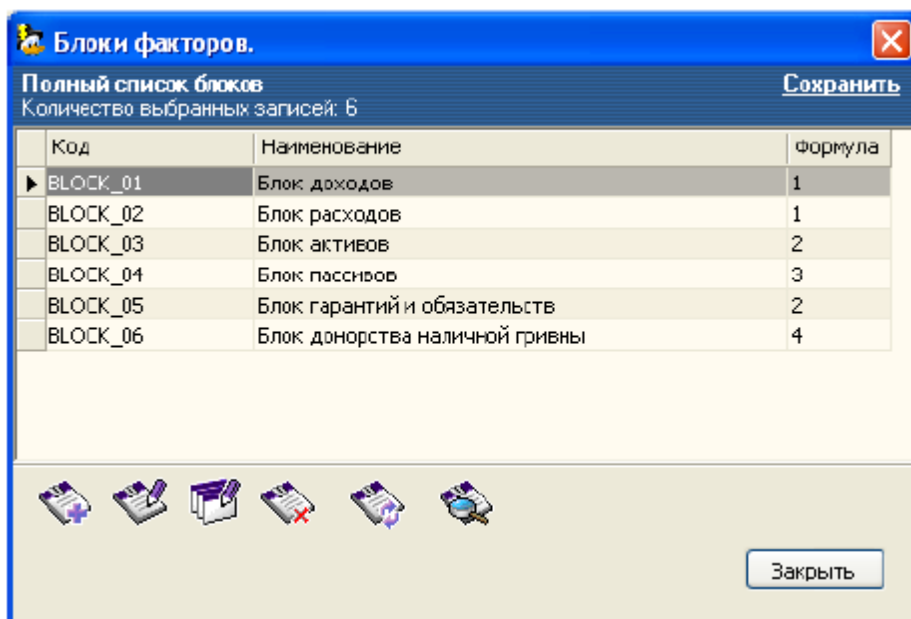 Блоки факторов.
Полный список блоков
Сохранить
Количество выбранных записей: 6
Код Наименование Формула
BLOCK_01 Блок доходов 1
BLOCK_02 Блок расходов 1
BLOCK_03 Блок активов 2
BLOCK_04 Блок пассивов 3
BLOCK_05 Блок гарантий и обязательств 2
BLOCK_06 Блок донорства наличной гривны 4
Закрыть